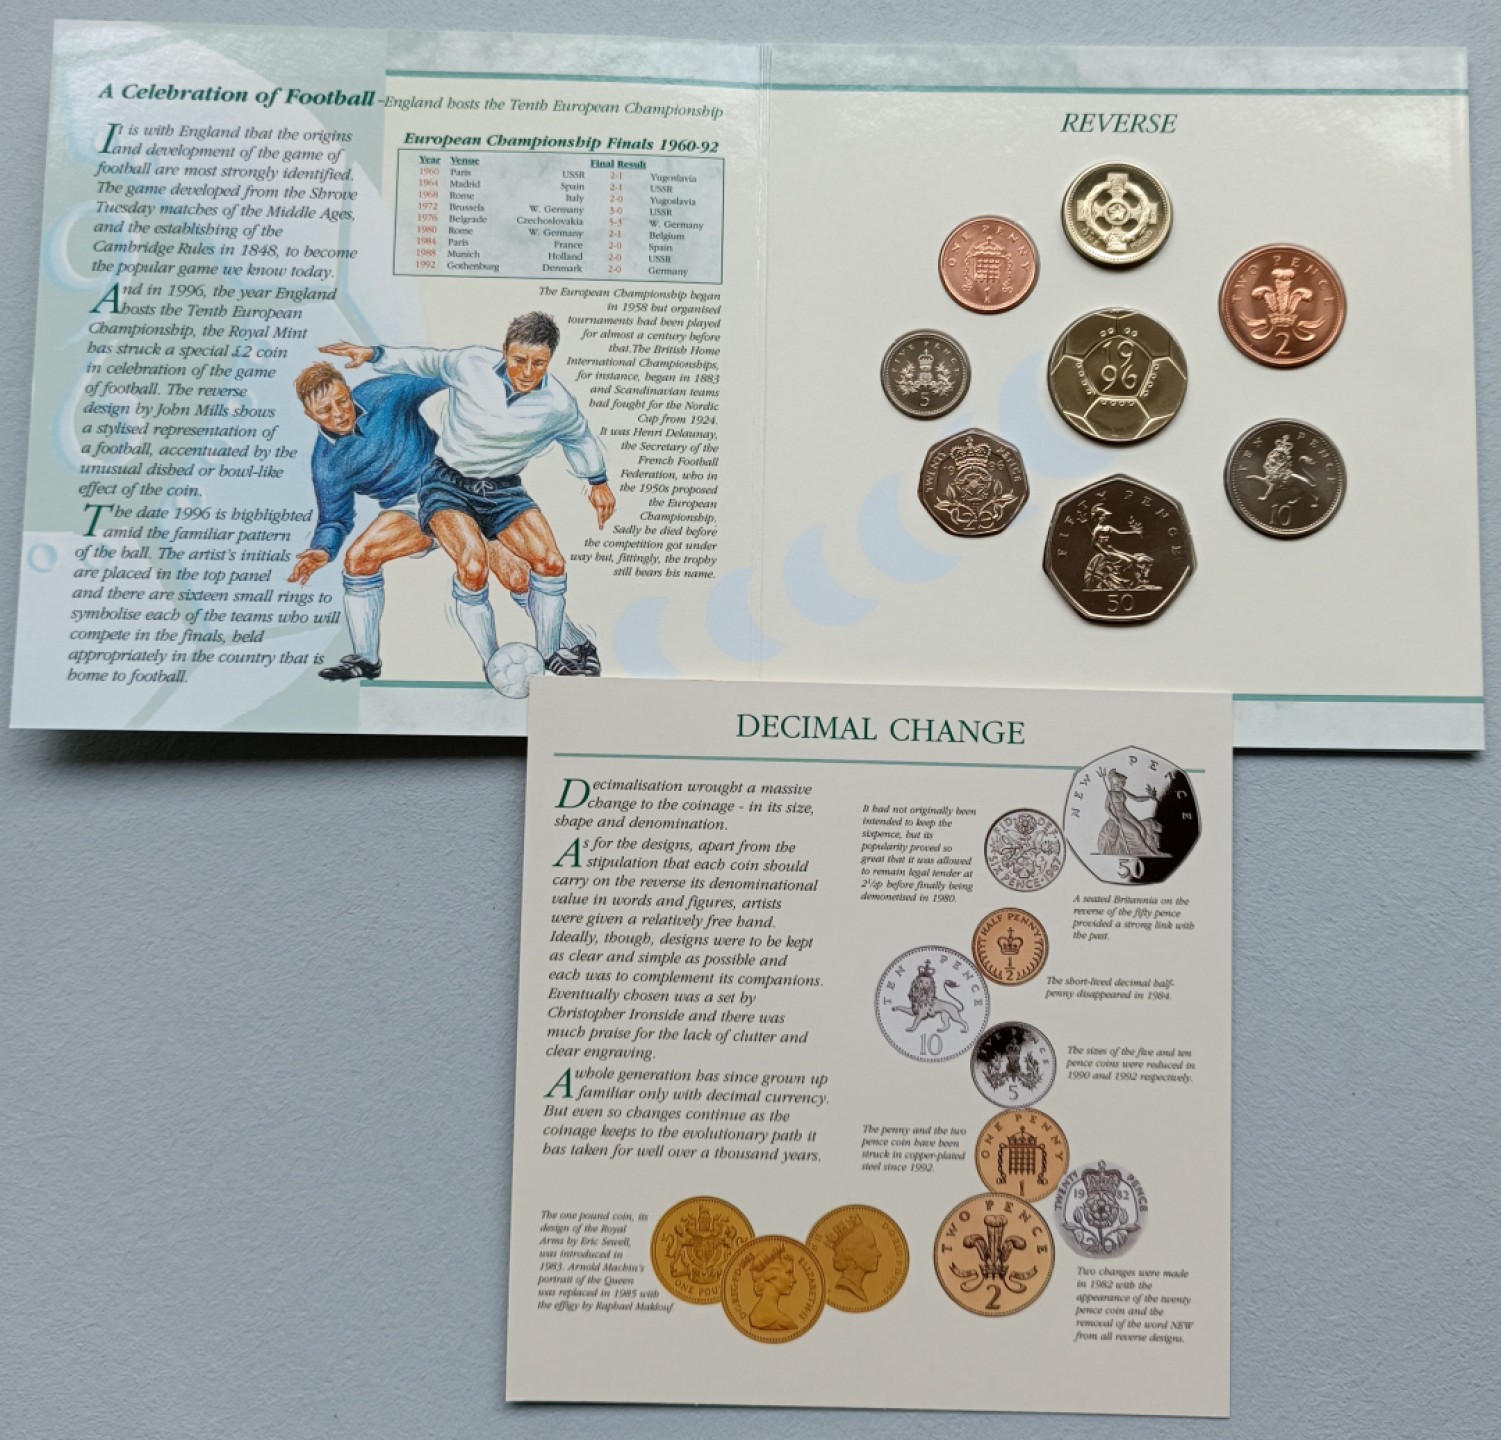 A Celebration of Football - England hosts the Tenth European Championship
It is with England that the origins
and development of the game of
football are most strongly identified.
The game developed from the Shrove
Tuesday matches of the Middle Ages,
and the establishing of the
Cambridge Rules in 1848, to become
the popular game we know today.
And in 1996, the year England
hosts the Tenth European
Championship, the Royal Mint
has struck a special £2 coin
in celebration of the game
of football. The reverse
design by John Mills shows
a stylised representation of
a football, accentuated by the
unusual dished or bowl-like
effect of the coin.
The date 1996 is highlighted
amid the familiar pattern
of the ball. The artist's initials
are placed in the top panel
and there are sixteen small rings to
symbolise each of the teams who will
compete in the finals, held
appropriately in the country that is
home to football.
European Championship Finals 1960-92
Year Venue Final Result
1960 Paris USSR 2-1 Yugoslavia
1964 Madrid Spain 2-1 USSR
1968 Rome Italy 2-0 Yugoslavia
1972 Brussels W. Germany 3-0 USSR
1976 Belgrade Czechoslovakia 5-3 W. Germany
1980 Rome W. Germany 2-1 Belgium
1984 Paris France 2-0 Spain
1988 Munich Holland 2-0 USSR
1992 Gothenburg Denmark 2-0 Germany
The European Championship began
in 1958 but organised
tournaments had been played
for almost a century before
that. The British Home
International Championships,
for instance, began in 1883
and Scandinavian teams
had fought for the Nordic
Cup from 1924.
It was Henri Delaunay,
the Secretary of the
French Football
Federation, who in
the 1950s proposed
the European
Championship.
Sadly he died before
the competition got under
way but, fittingly, the trophy
still bears his name.
REVERSE
ONE PENNY
1
ONE POUND
TWO PENCE
2
FIVE PENCE
5
19
96
TWENTY PENCE
1996
20
FIFTY PENCE
50
TEN PENCE
10
DECIMAL CHANGE
Decimalisation wrought a massive
change to the coinage - in its size,
shape and denomination.
As for the designs, apart from the
stipulation that each coin should
carry on the reverse its denominational
value in words and figures, artists
were given a relatively free hand.
Ideally, though, designs were to be kept
as clear and simple as possible and
each was to complement its companions.
Eventually chosen was a set by
Christopher Ironside and there was
much praise for the lack of clutter and
clear engraving.
A whole generation has since grown up
familiar only with decimal currency.
But even so changes continue as the
coinage keeps to the evolutionary path it
has taken for well over a thousand years.
It had not originally been
intended to keep the
sixpence, but its
popularity proved so
great that it was allowed
to remain legal tender at
2½p before finally being
demonetised in 1980.
FID DEF
SIX PENCE 1967
NEW PENCE
50
A seated Britannia on the
reverse of the fifty pence
provided a strong link with
the past.
HALF PENNY
1/2
The short-lived decimal half-
penny disappeared in 1984.
TEN PENCE
10
FIVE PENCE
5
The sizes of the five and ten
pence coins were reduced in
1990 and 1992 respectively.
The penny and the two
pence coin have been
struck in copper-plated
steel since 1992.
ONE PENNY
1
TWENTY PENCE
1982
TWO PENCE
2
Two changes were made
in 1982 with the
appearance of the twenty
pence coin and the
removal of the word NEW
from all reverse designs.
The one pound coin, its
design of the Royal
Arms by Eric Sewell,
was introduced in
1983. Arnold Machin's
portrait of the Queen
was replaced in 1985 with
the effigy by Raphael Maklouf.
ONE POU
ELIZABETH II